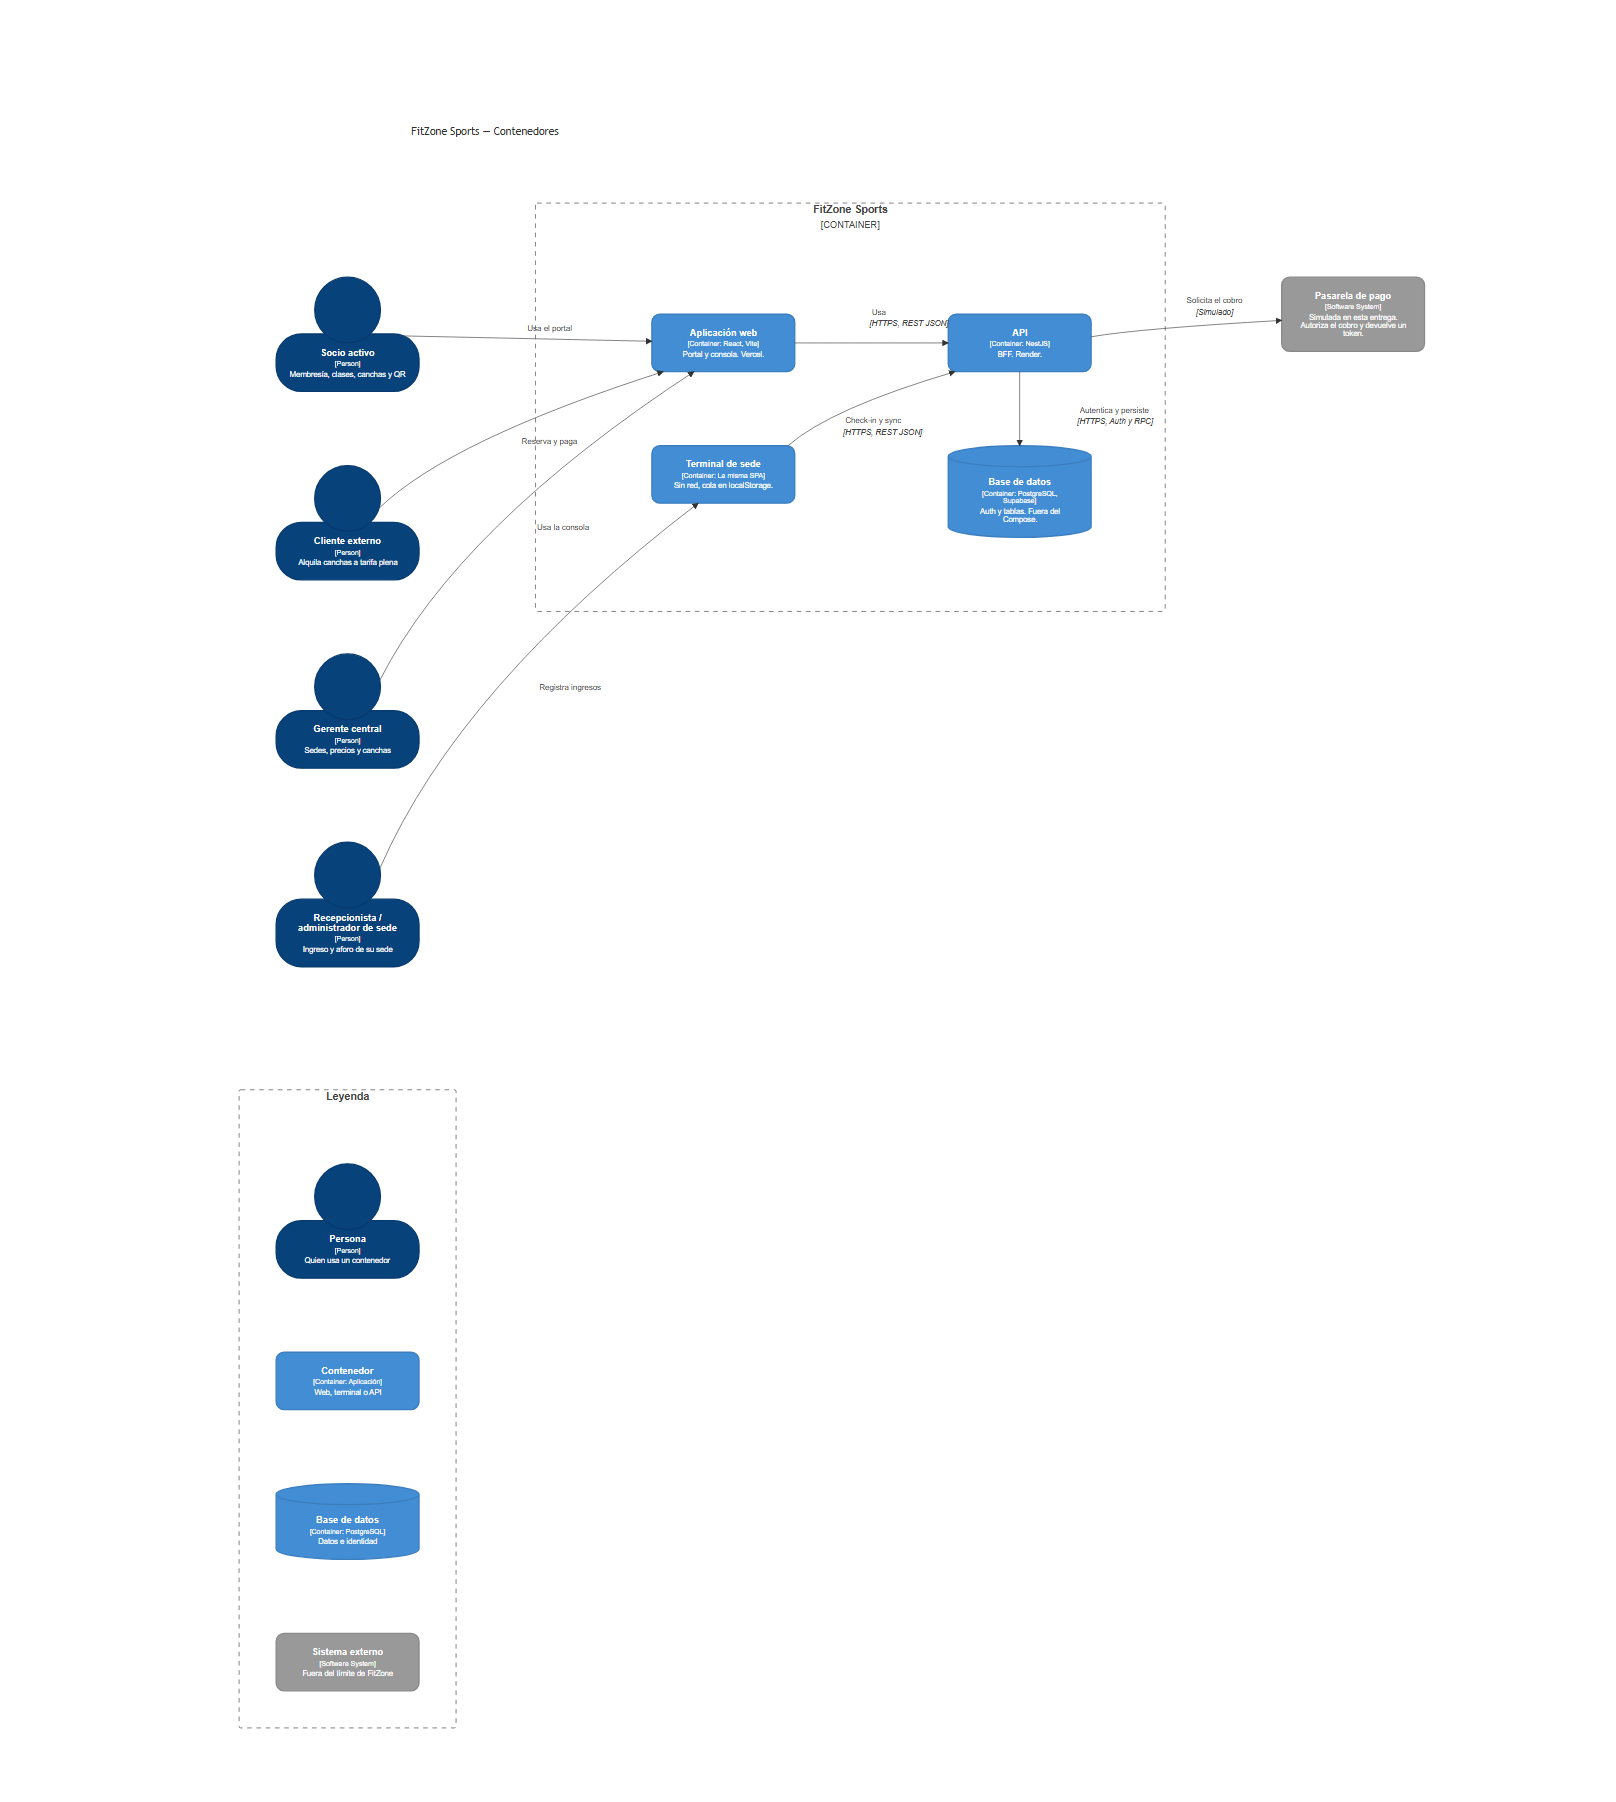 FitZone Sports — Contenedores
FitZone Sports
[CONTAINER]
Socio activo
[Person]
Membresía, clases, canchas y QR
Usa el portal
Aplicación web
[Container: React, Vite]
Portal y consola. Vercel.
Usa
[HTTPS, REST JSON]
API
[Container: NestJS]
BFF. Render.
Solicita el cobro
[Simulado]
Pasarela de pago
[Software System]
Simulada en esta entrega.
Autoriza el cobro y devuelve un
token.
Reserva y paga
Check-in y sync
[HTTPS, REST JSON]
Autentica y persiste
[HTTPS, Auth y RPC]
Terminal de sede
[Container: La misma SPA]
Sin red, cola en localStorage.
Base de datos
[Container: PostgreSQL,
Supabase]
Auth y tablas. Fuera del
Compose.
Cliente externo
[Person]
Alquila canchas a tarifa plena
Usa la consola
Gerente central
[Person]
Sedes, precios y canchas
Registra ingresos
Recepcionista /
administrador de sede
[Person]
Ingreso y aforo de su sede
Leyenda
Persona
[Person]
Quien usa un contenedor
Contenedor
[Container: Aplicación]
Web, terminal o API
Base de datos
[Container: PostgreSQL]
Datos e identidad
Sistema externo
[Software System]
Fuera del límite de FitZone